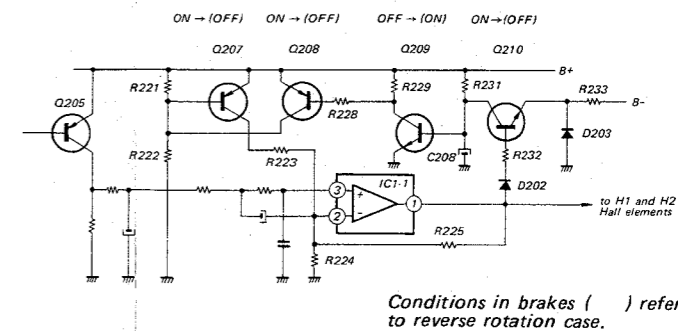 ON → (OFF) ON → (OFF) OFF → (ON) ON→(OFF)
Q207 Q208 Q209 Q210
B+
Q205 R221 R229 R231 R233
B-
R228
D203
R222 R223 C208 R232
IC1-1
D202
3 + 1
to H1 and H2
2 -
Hall elements
R225
R224
Conditions in brakes ( ) refer
to reverse rotation case.